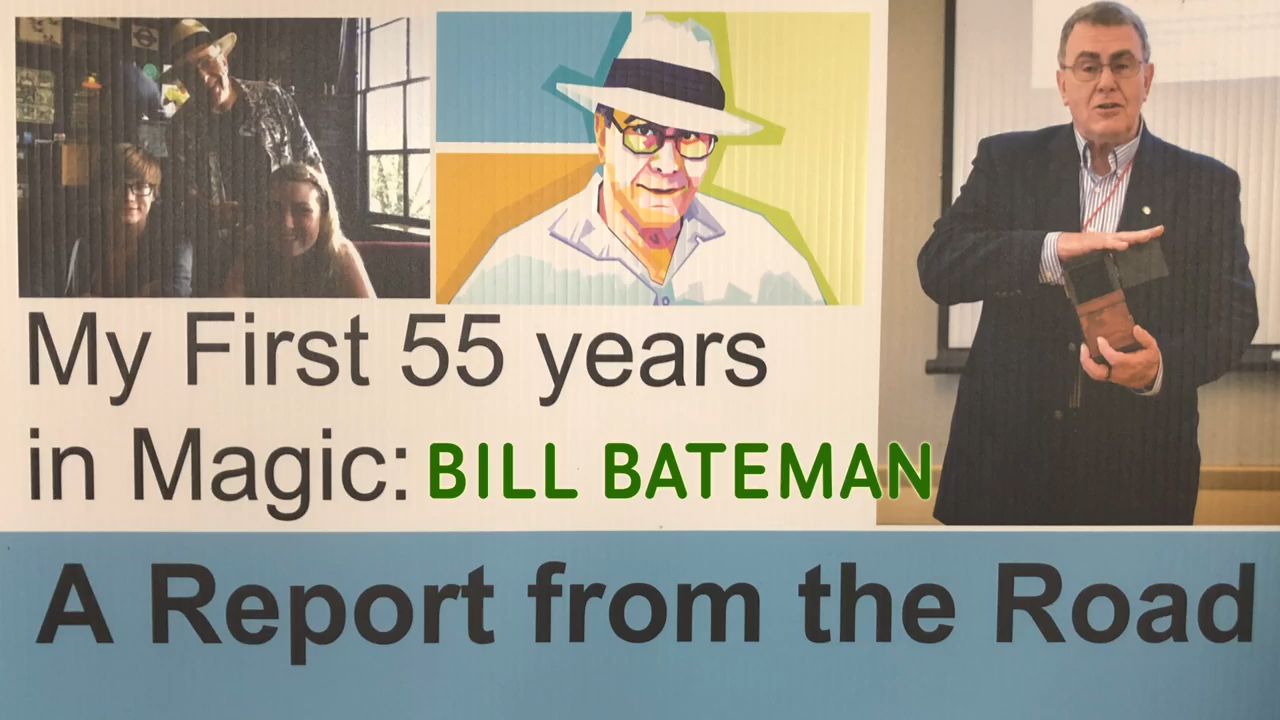 My First 55 years
in Magic: BILL BATEMAN
A Report from the Road